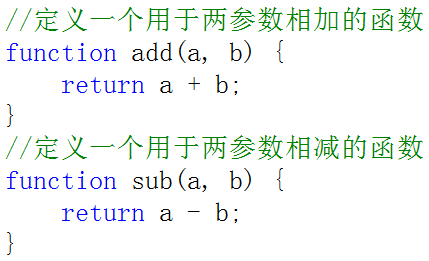 //定义一个用于两参数相加的函数
function add(a, b) {
    return a + b;
}
//定义一个用于两参数相减的函数
function sub(a, b) {
    return a - b;
}